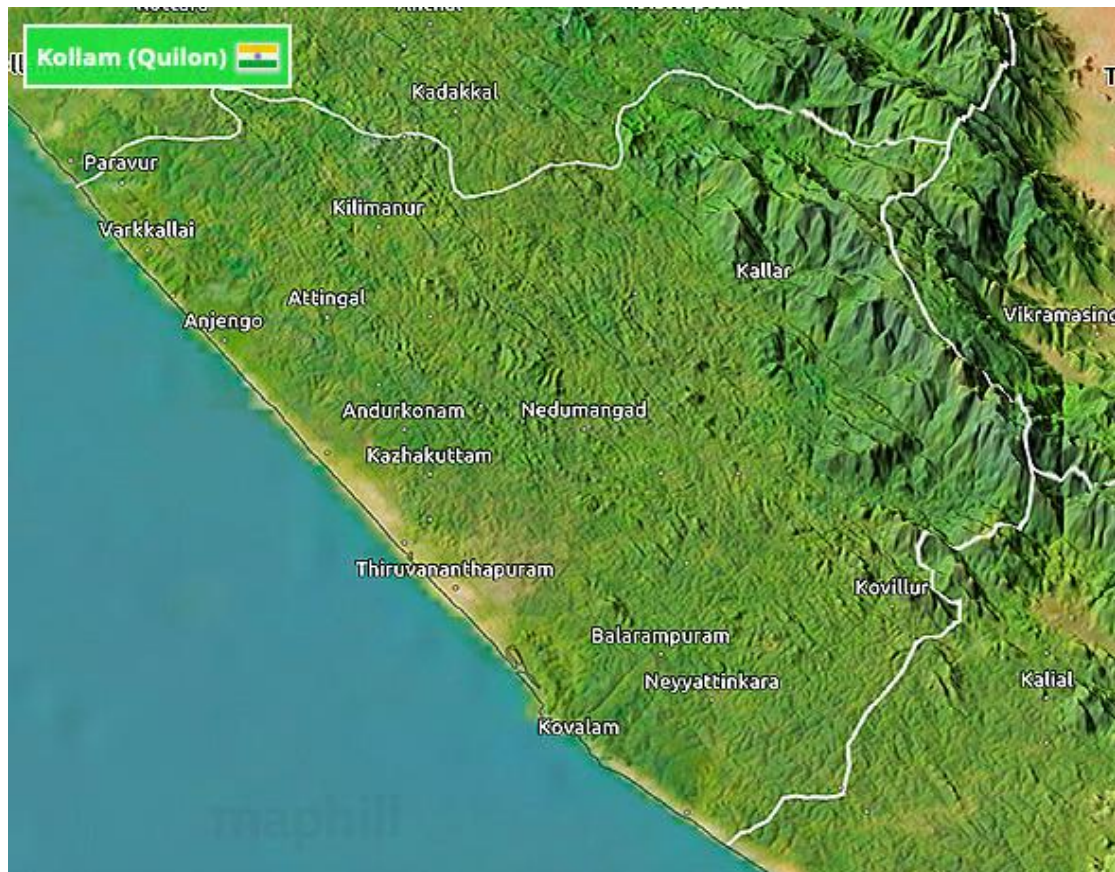 Kollam (Quilon)
Kadakkal
Paravur
Kilimanur
Varkkallai
Kallar
Attingal
Vikramasing
Anjengo
Andurkonam
Nedumangad
Kazhakuttam
Thiruvananthapuram
Kovillur
Balarampuram
Neyyattinkara
Kalial
Kovalam
maphill